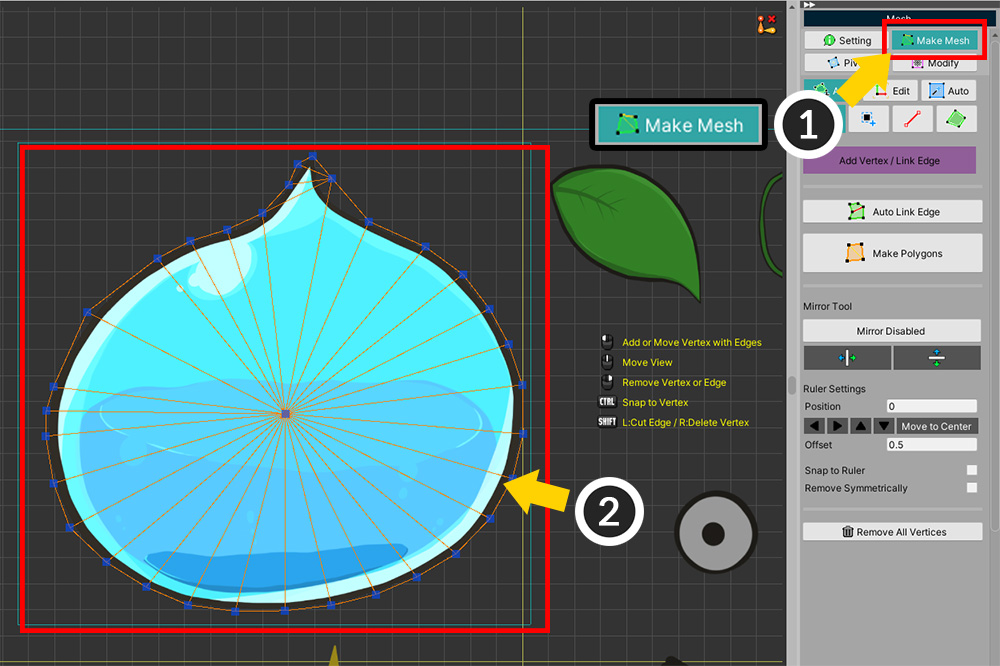 Mesh
Setting
Make Mesh
Modify
Edit
Auto
Make Mesh
1
Add Vertex / Link Edge
Auto Link Edge
Make Polygons
Mirror Tool
Mirror Disabled
Add or Move Vertex with Edges
Move View
Remove Vertex or Edge
CTRL Snap to Vertex
SHIFT L:Cut Edge / R:Delete Vertex
Ruler Settings
Position 0
Move to Center
Offset 0.5
Snap to Ruler
Remove Symmetrically
2
Remove All Vertices